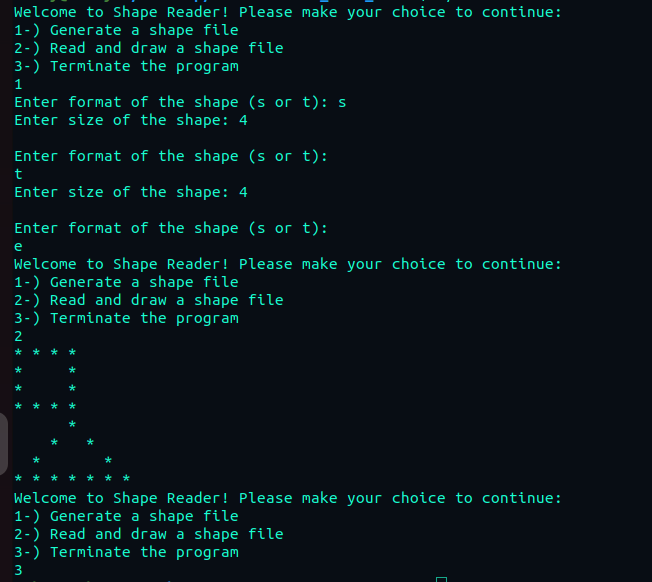 Welcome to Shape Reader! Please make your choice to continue:
1-) Generate a shape file
2-) Read and draw a shape file
3-) Terminate the program
1
Enter format of the shape (s or t): s
Enter size of the shape: 4

Enter format of the shape (s or t):
t
Enter size of the shape: 4

Enter format of the shape (s or t):
e
Welcome to Shape Reader! Please make your choice to continue:
1-) Generate a shape file
2-) Read and draw a shape file
3-) Terminate the program
2
* * * *
*     *
*     *
* * * *
      *
    *   *
  *       *
* * * * * * *
Welcome to Shape Reader! Please make your choice to continue:
1-) Generate a shape file
2-) Read and draw a shape file
3-) Terminate the program
3